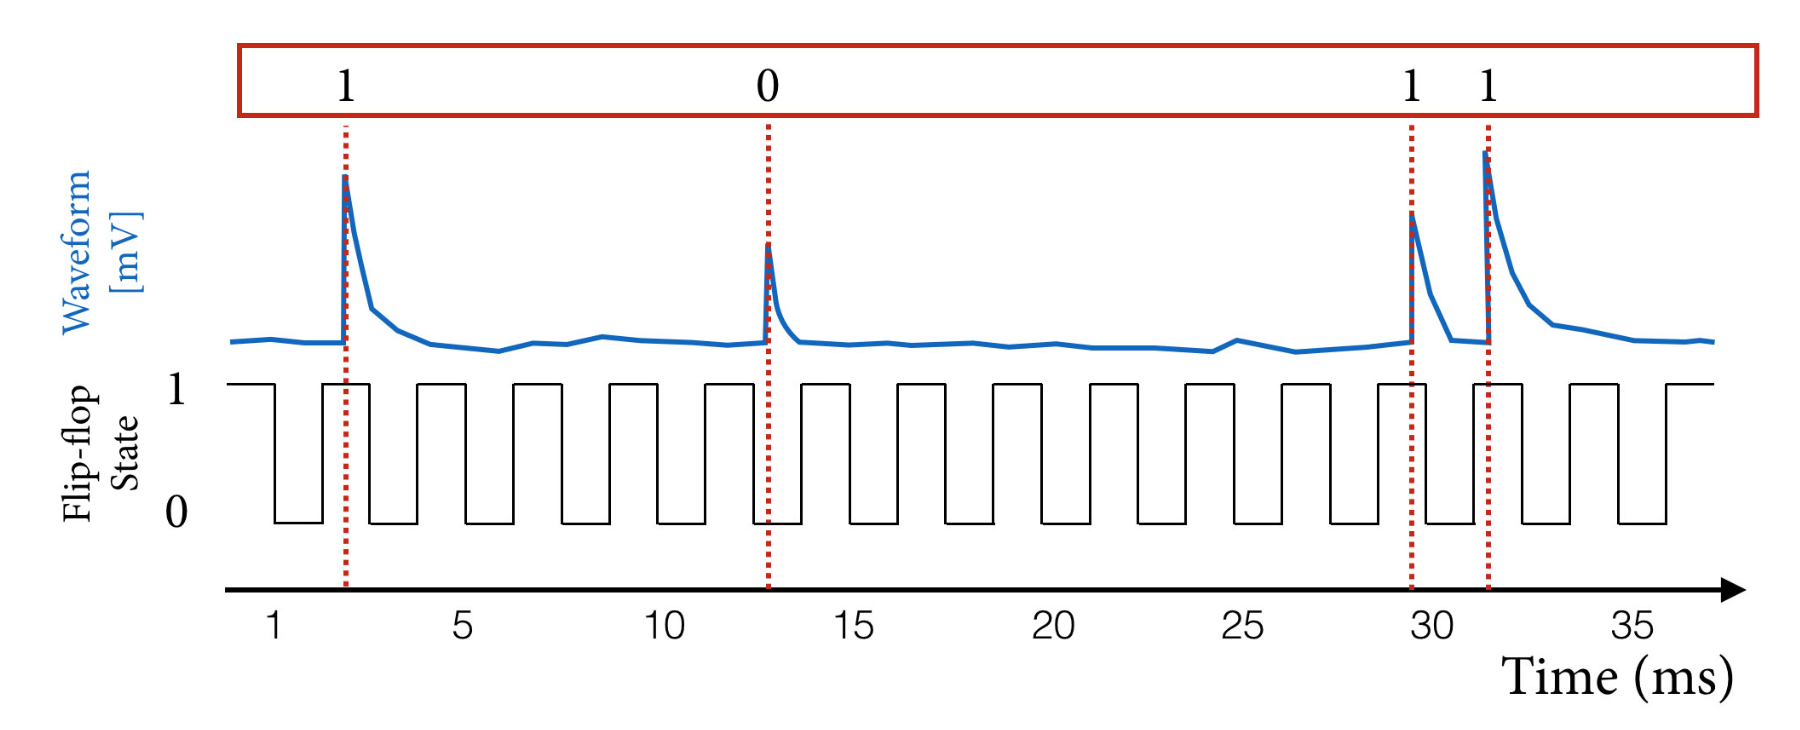 1 0 1 1
Waveform
[mV]
1
Flip-flop
State
0
1 5 10 15 20 25 30 35
Time (ms)